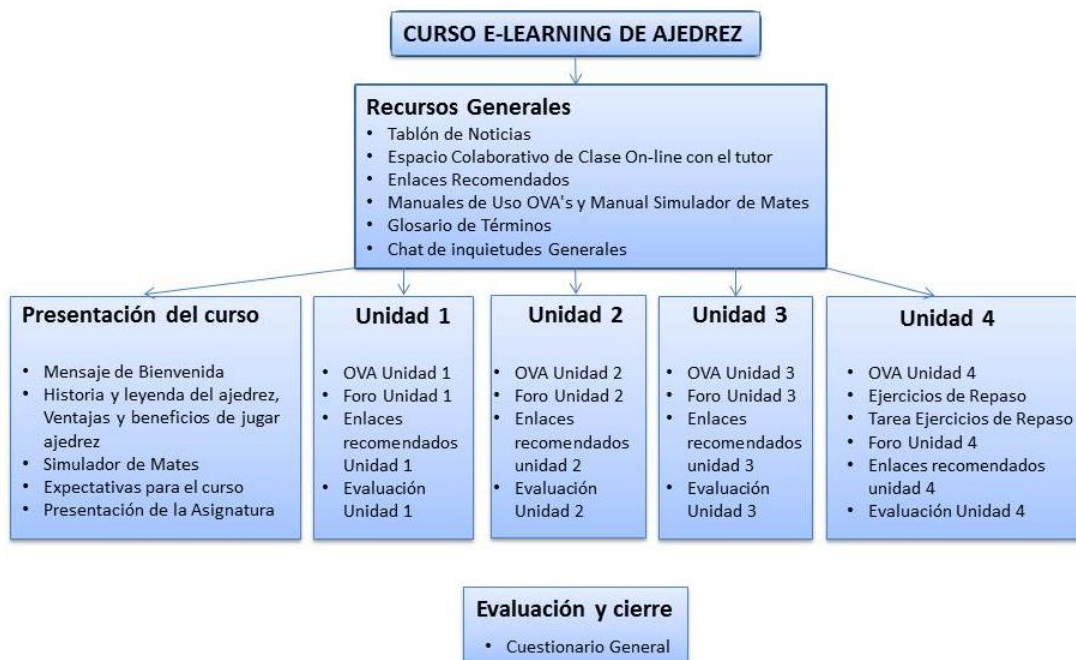 CURSO E-LEARNING DE AJEDREZ
Recursos Generales
• Tablón de Noticias
• Espacio Colaborativo de Clase On-line con el tutor
• Enlaces Recomendados
• Manuales de Uso OVA's y Manual Simulador de Mates
• Glosario de Términos
• Chat de inquietudes Generales
Presentación del curso
• Mensaje de Bienvenida
• Historia y leyenda del ajedrez,
Ventajas y beneficios de jugar
ajedrez
• Simulador de Mates
• Expectativas para el curso
• Presentación de la Asignatura
Unidad 1
• OVA Unidad 1
• Foro Unidad 1
• Enlaces
recomendados
Unidad 1
• Evaluación
Unidad 1
Unidad 2
• OVA Unidad 2
• Foro Unidad 2
• Enlaces
recomendados
unidad 2
• Evaluación
Unidad 2
Unidad 3
• OVA Unidad 3
• Foro Unidad 3
• Enlaces
recomendados
unidad 3
• Evaluación
Unidad 3
Unidad 4
• OVA Unidad 4
• Ejercicios de Repaso
• Tarea Ejercicios de Repaso
• Foro Unidad 4
• Enlaces recomendados
unidad 4
• Evaluación Unidad 4
Evaluación y cierre
• Cuestionario General